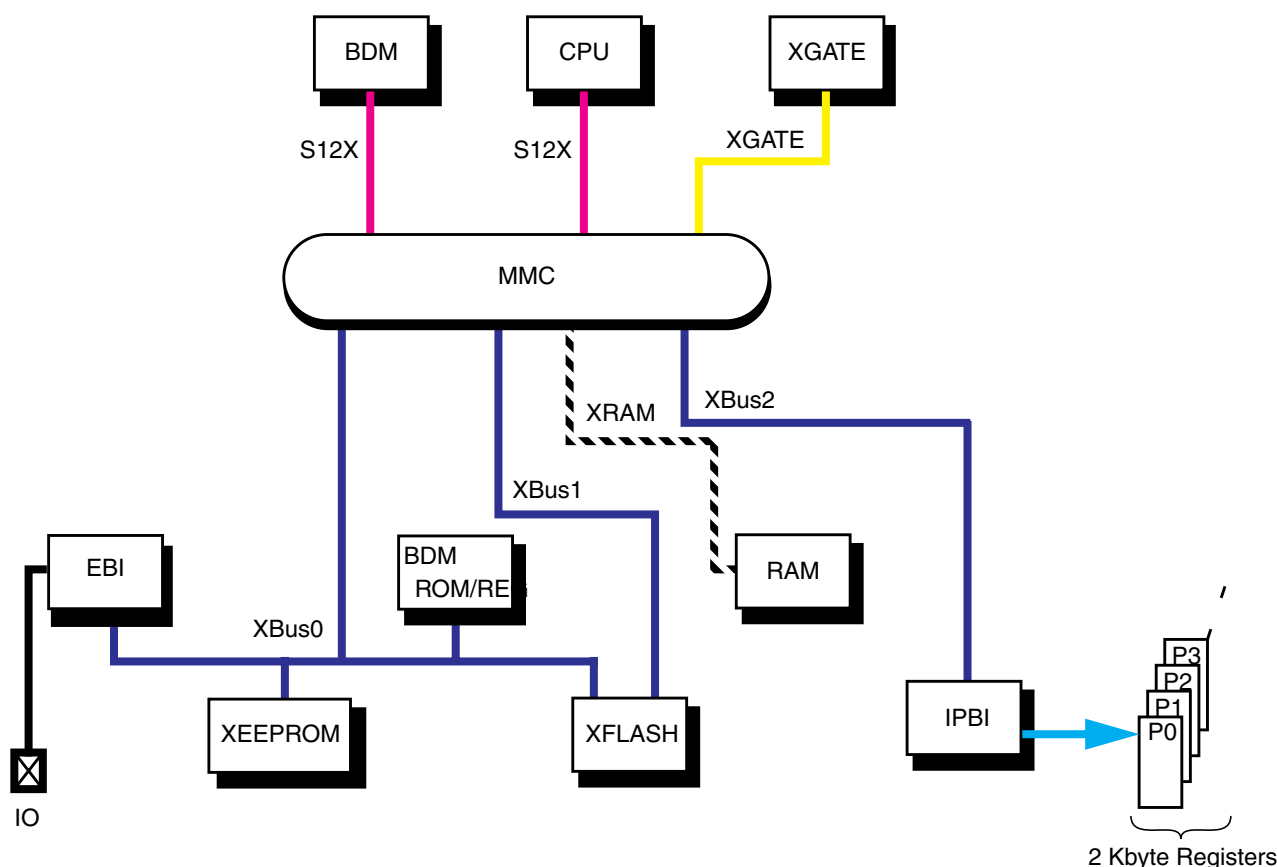 BDM
CPU
XGATE
S12X
S12X
XGATE
MMC
XRAM
XBus2
XBus1
EBI
BDM
ROM/REG
RAM
XBus0
XEEPROM
XFLASH
IPBI
P3
P2
P1
P0
IO
2 Kbyte Registers